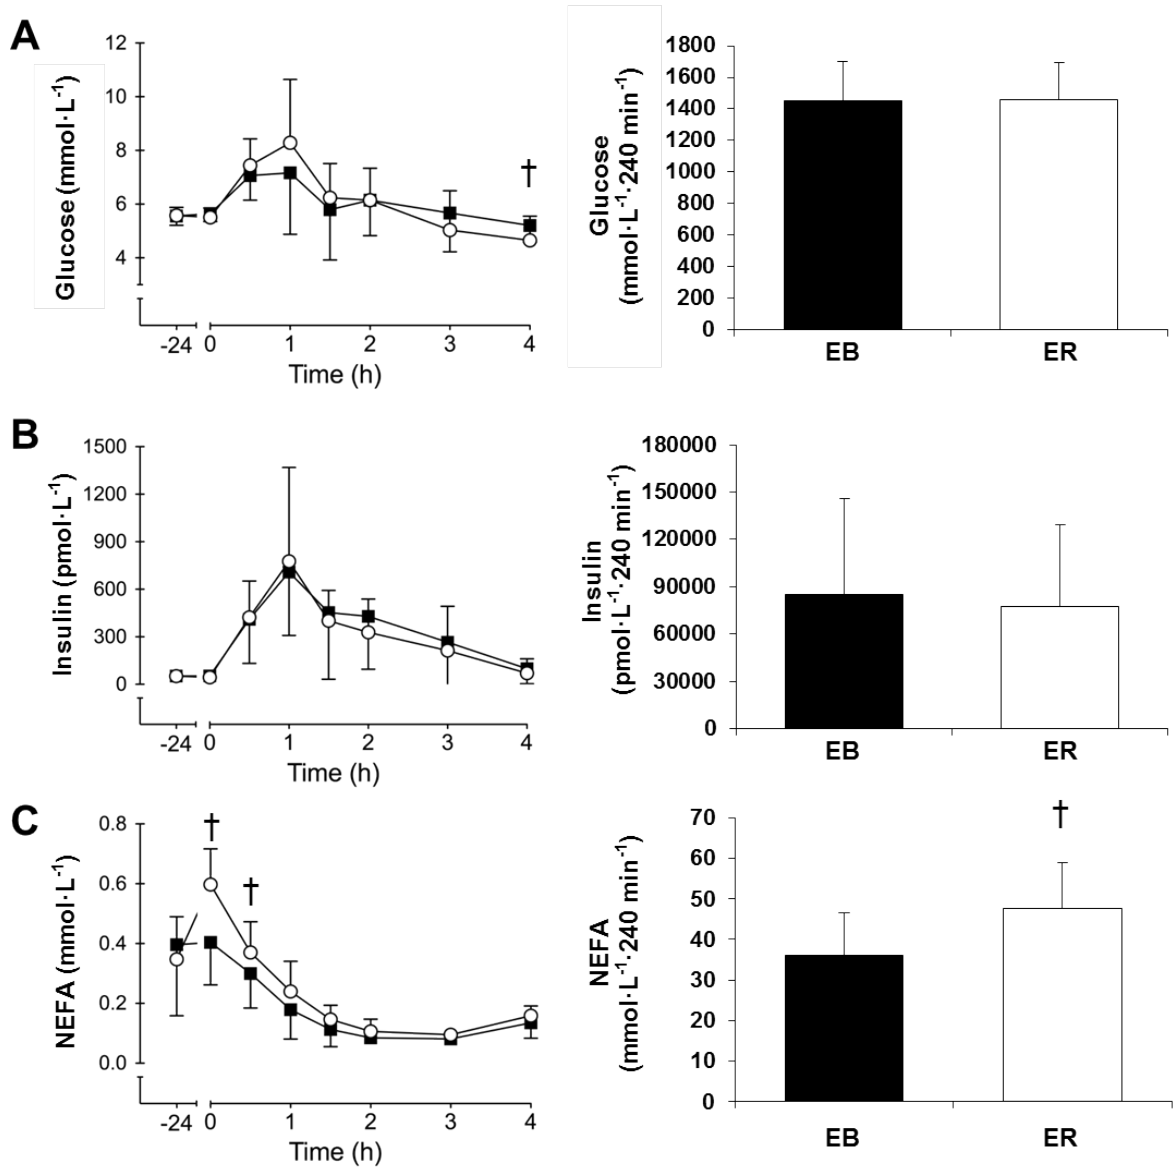 A
Glucose (mmol·L-1)
12
10
8
6
4
†
-24 0 1 2 3 4
Time (h)
Glucose
(mmol·L-1·240 min-1)
1800
1600
1400
1200
1000
800
600
400
200
0
EB ER
B
Insulin (pmol·L-1)
1500
1200
900
600
300
0
-24 0 1 2 3 4
Time (h)
Insulin
(pmol·L-1·240 min-1)
180000
150000
120000
90000
60000
30000
0
EB ER
C
NEFA (mmol·L-1)
0.8
0.6
0.4
0.2
0.0
†
†
-24 0 1 2 3 4
Time (h)
NEFA
(mmol·L-1·240 min-1)
70
60
50
40
30
20
10
0
†
EB ER